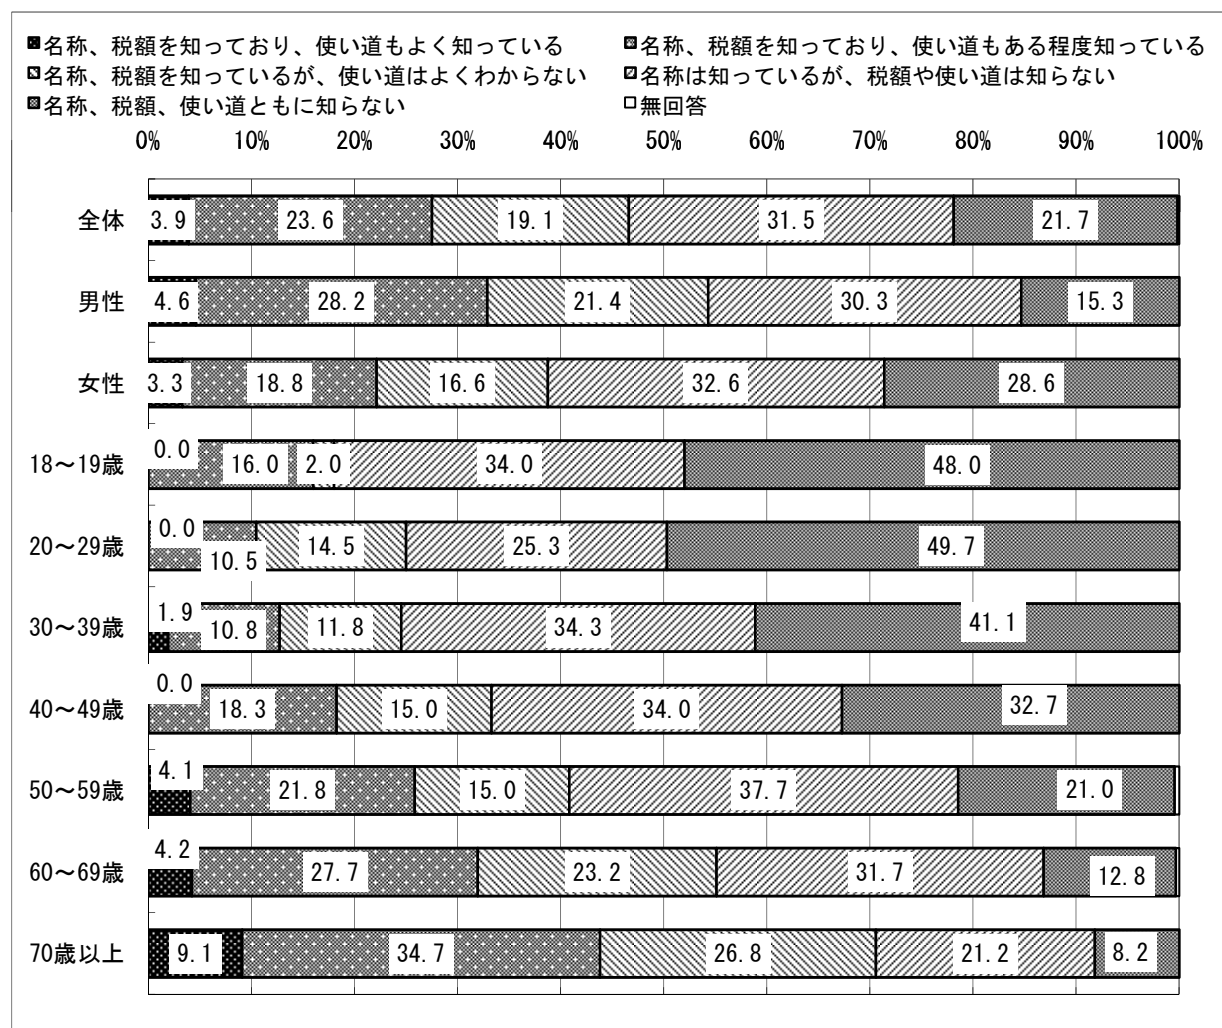 ■名称、税額を知っており、使い道もよく知っている ■名称、税額を知っており、使い道もある程度知っている
名称、税額を知っているが、使い道はよくわからない 名称は知っているが、税額や使い道は知らない
■名称、税額、使い道ともに知らない □無回答
0% 10% 20% 30% 40% 50% 60% 70% 80% 90% 100%
全体 3.9 23.6 19.1 31.5 21.7
男性 4.6 28.2 21.4 30.3 15.3
女性 3.3 18.8 16.6 32.6 28.6
18～19歳 0.0 16.0 2.0 34.0 48.0
20～29歳 0.0 10.5 14.5 25.3 49.7
30～39歳 1.9 10.8 11.8 34.3 41.1
40～49歳 0.0 18.3 15.0 34.0 32.7
50～59歳 4.1 21.8 15.0 37.7 21.0
60～69歳 4.2 27.7 23.2 31.7 12.8
70歳以上 9.1 34.7 26.8 21.2 8.2